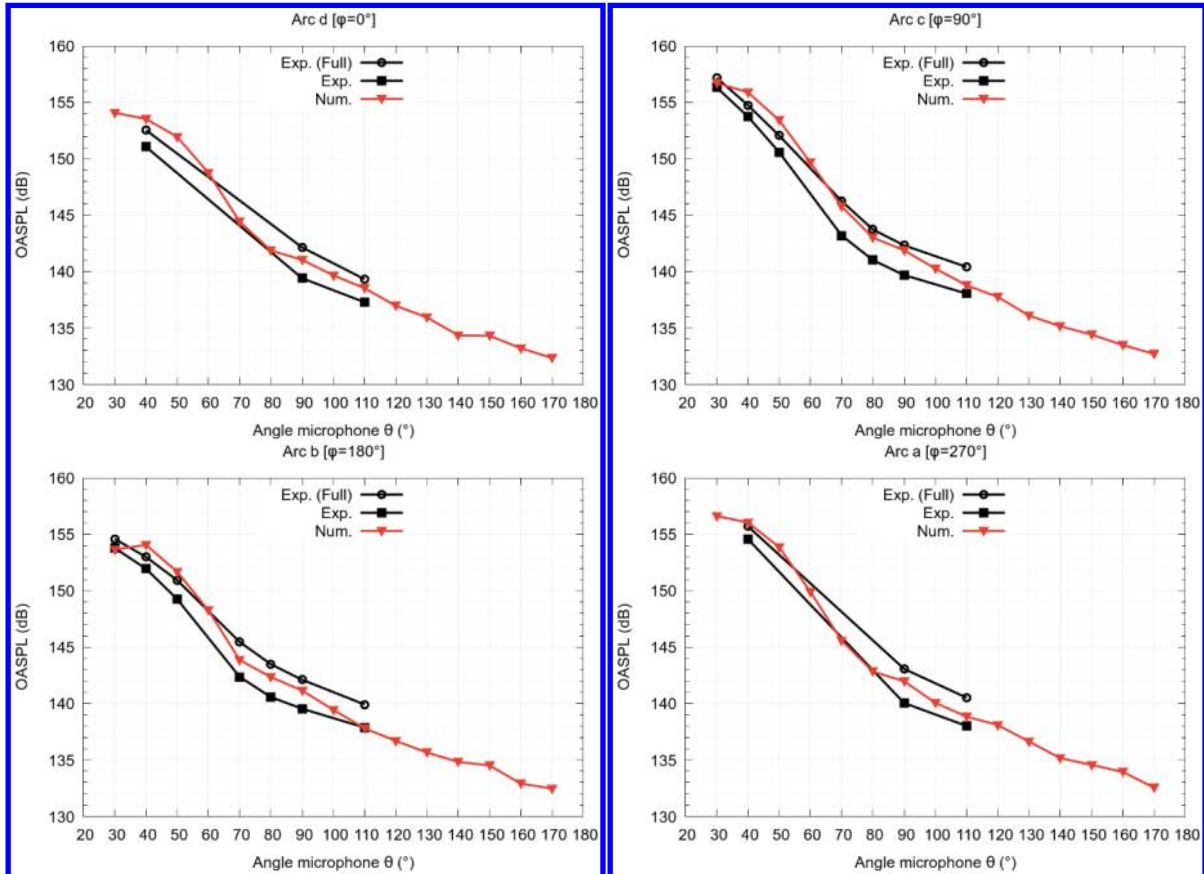 Arc d [φ=0°]
160
155
150
145
140
135
130
OASPL (dB)
Exp. (Full)
Exp.
Num.
20 30 40 50 60 70 80 90 100 110 120 130 140 150 160 170 180
Angle microphone θ (°)
Arc c [φ=90°]
160
155
150
145
140
135
130
OASPL (dB)
Exp. (Full)
Exp.
Num.
20 30 40 50 60 70 80 90 100 110 120 130 140 150 160 170 180
Angle microphone θ (°)
Arc b [φ=180°]
160
155
150
145
140
135
130
OASPL (dB)
Exp. (Full)
Exp.
Num.
20 30 40 50 60 70 80 90 100 110 120 130 140 150 160 170 180
Angle microphone θ (°)
Arc a [φ=270°]
160
155
150
145
140
135
130
OASPL (dB)
Exp. (Full)
Exp.
Num.
20 30 40 50 60 70 80 90 100 110 120 130 140 150 160 170 180
Angle microphone θ (°)